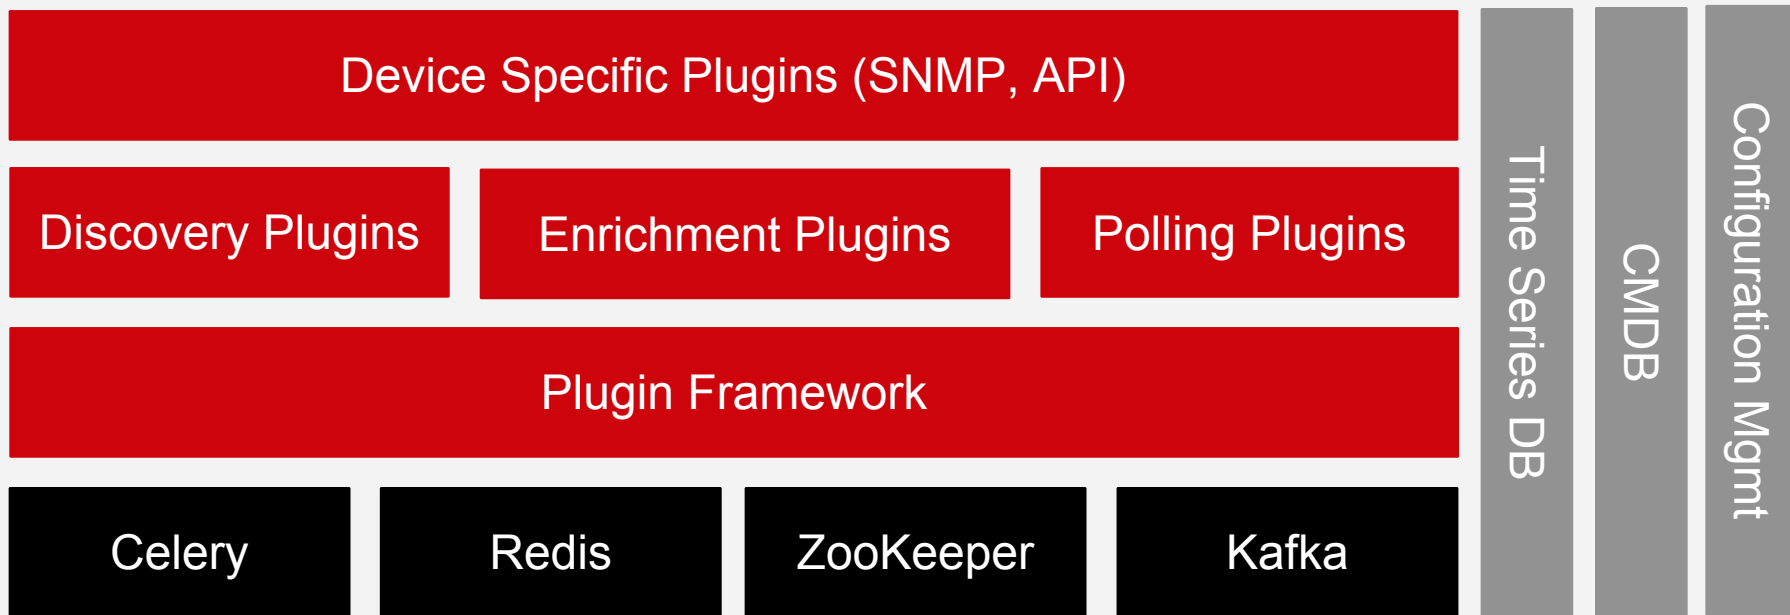 Device Specific Plugins (SNMP, API)
Discovery Plugins
Enrichment Plugins
Polling Plugins
Plugin Framework
Celery
Redis
ZooKeeper
Kafka
Time Series DB
CMDB
Configuration Mgmt